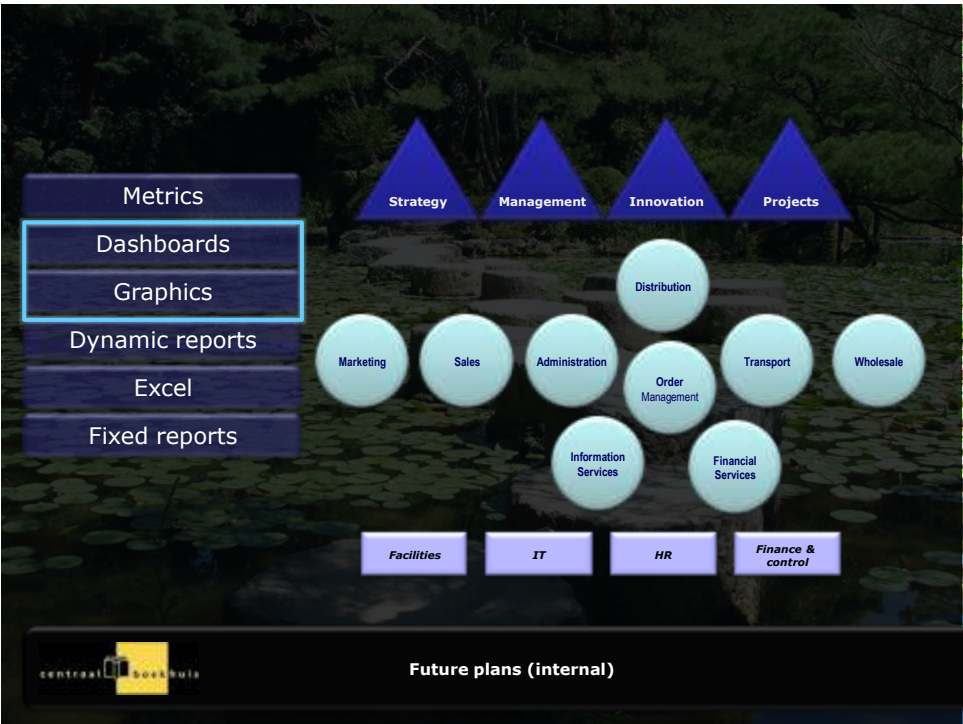 Metrics
Dashboards
Graphics
Dynamic reports
Excel
Fixed reports
Strategy
Management
Innovation
Projects
Distribution
Marketing
Sales
Administration
Order
Management
Transport
Wholesale
Information
Services
Financial
Services
Facilities
IT
HR
Finance &
control
centraal boekhuis
Future plans (internal)